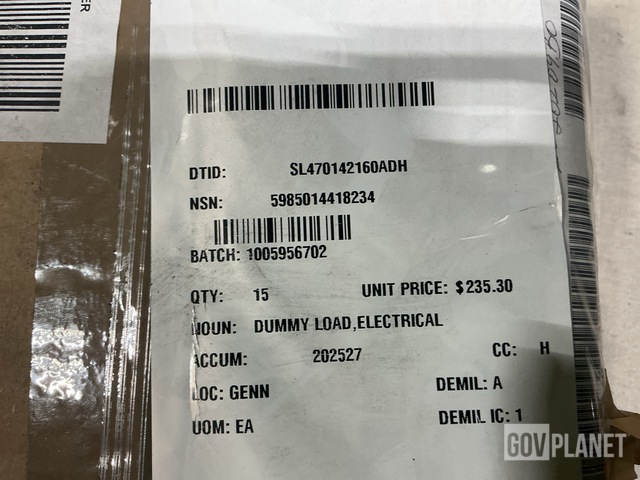 DTID: SL470142160ADH
NSN: 5985014418234
BATCH: 1005956702
QTY: 15 UNIT PRICE: $235.30
NOUN: DUMMY LOAD,ELECTRICAL
ACCUM: 202527 CC: H
LOC: GENN DEMIL: A
UOM: EA DEMIL IC: 1
GOVPLANET